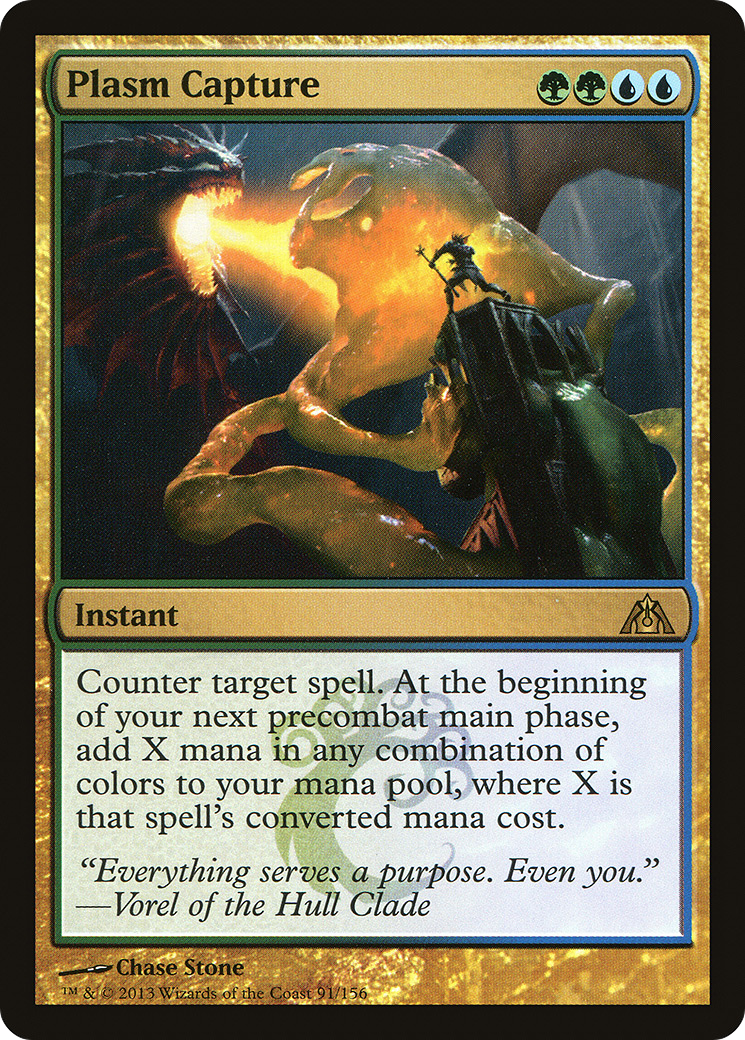 Plasm Capture
Instant
Counter target spell. At the beginning
of your next precombat main phase,
add X mana in any combination of
colors to your mana pool, where X is
that spell’s converted mana cost.
“Everything serves a purpose. Even you.”
—Vorel of the Hull Clade
Chase Stone
™ & © 2013 Wizards of the Coast 91/156